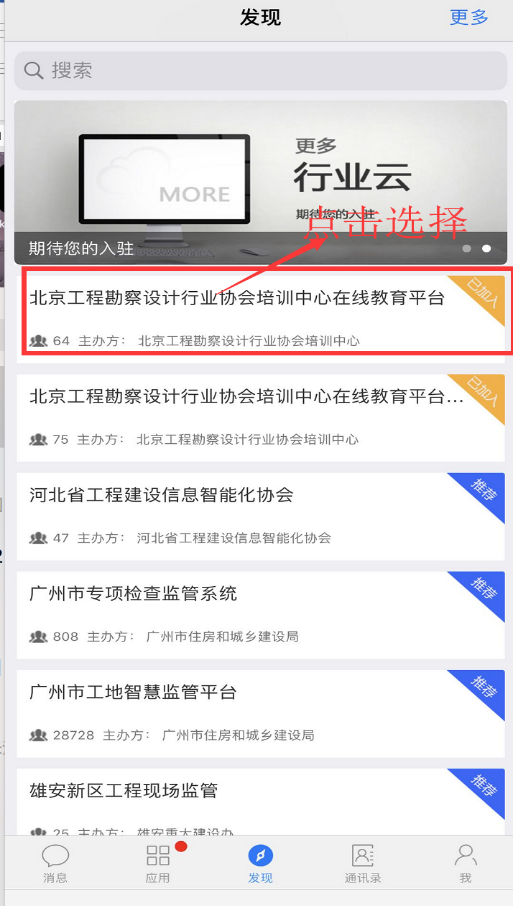 发现
更多
搜索
更多
行业云
期待您的入驻
MORE
点击选择
期待您的入驻
已加入
北京工程勘察设计行业协会培训中心在线教育平台
64 主办方： 北京工程勘察设计行业协会培训中心
已加入
北京工程勘察设计行业协会培训中心在线教育平台...
75 主办方： 北京工程勘察设计行业协会培训中心
推荐
河北省工程建设信息智能化协会
47 主办方： 河北省工程建设信息智能化协会
推荐
广州市专项检查监管系统
808 主办方： 广州市住房和城乡建设局
推荐
广州市工地智慧监管平台
28728 主办方： 广州市住房和城乡建设局
推荐
雄安新区工程现场监管
25 主办方： 雄安重大建设办
消息
应用
发现
通讯录
我